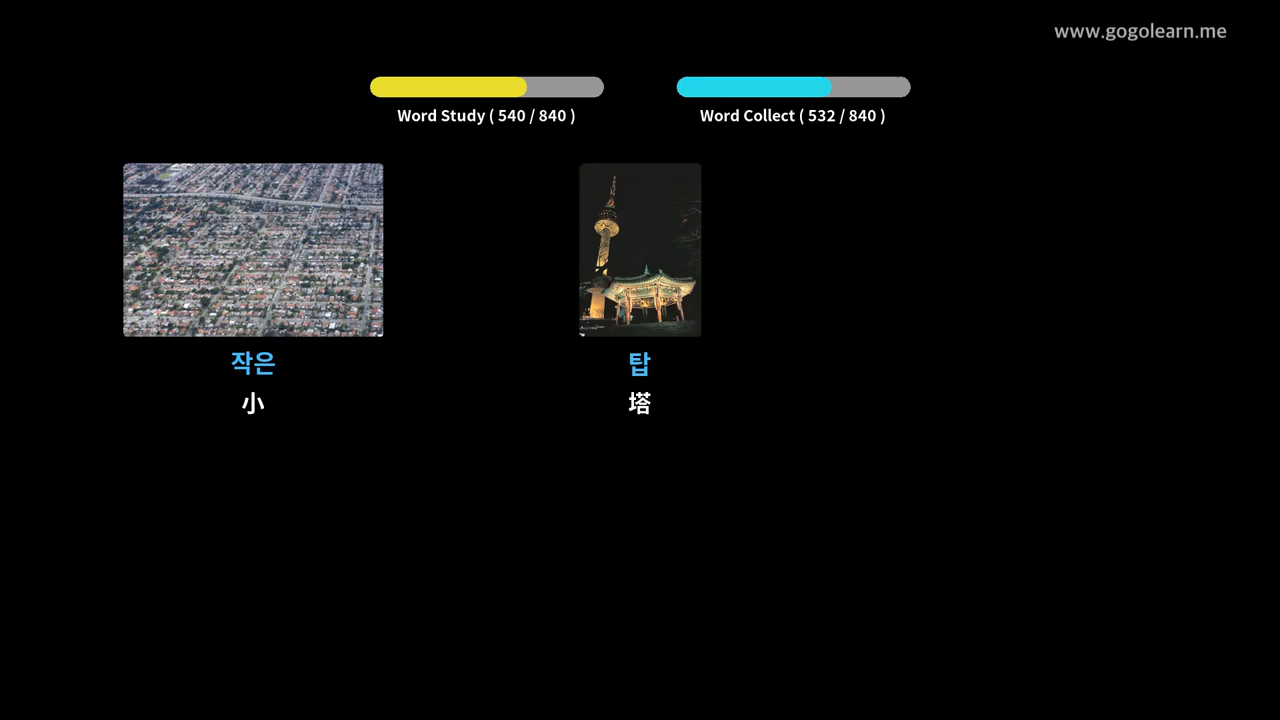 www.gogolearn.me
Word Study ( 540 / 840 )
Word Collect ( 532 / 840 )
작은
小
탑
塔